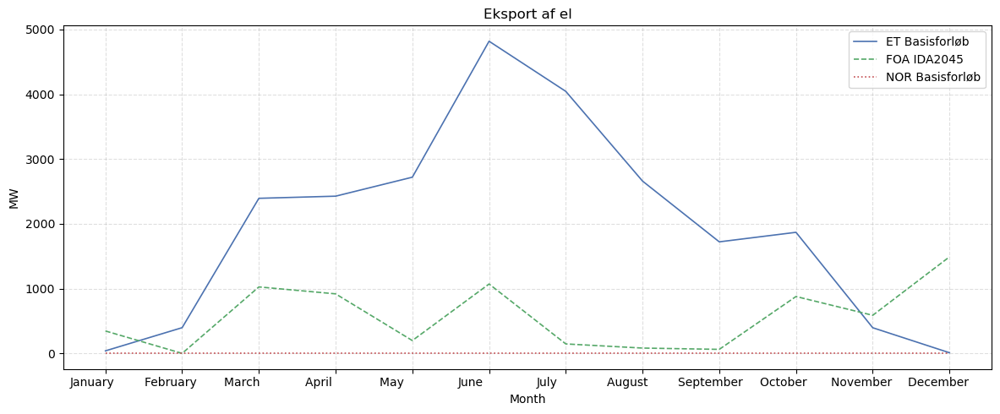 Eksport af el
ET Basisforløb
FOA IDA2045
NOR Basisforløb
5000
4000
3000
2000
1000
0
MW
January February March April May June July August September October November December
Month